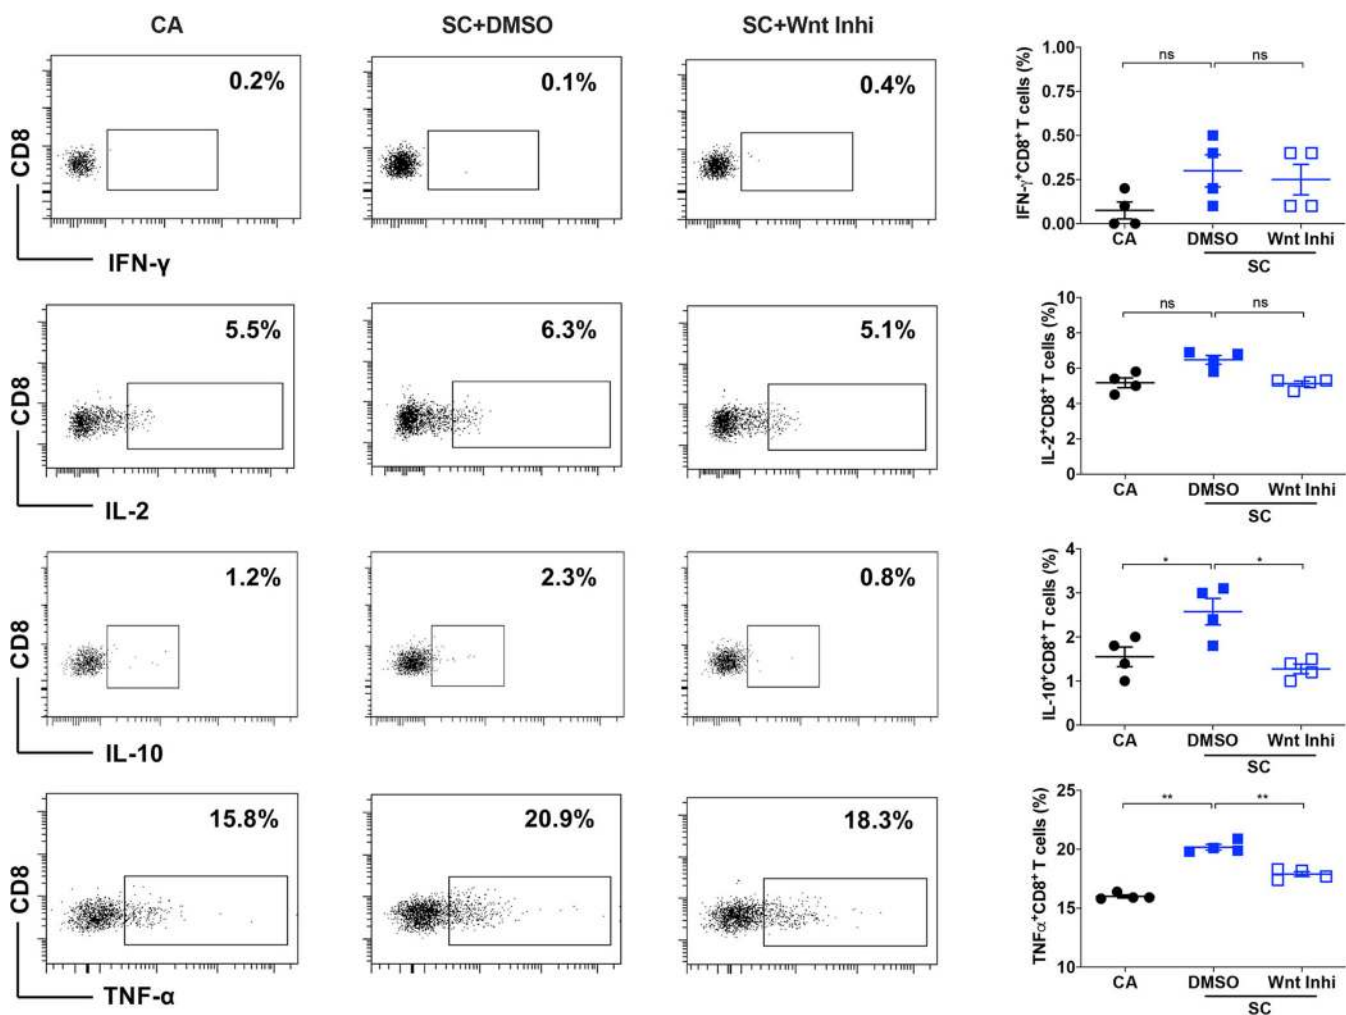 CA SC+DMSO SC+Wnt Inhi
0.2% 0.1% 0.4%
CD8
IFN-γ
1.00
0.75
0.50
0.25
0.00
IFN-γ+CD8+ T cells (%)
ns ns
CA DMSO Wnt Inhi
SC
5.5% 6.3% 5.1%
CD8
IL-2
10
8
6
4
2
0
IL-2+CD8+ T cells (%)
ns ns
CA DMSO Wnt Inhi
SC
1.2% 2.3% 0.8%
CD8
IL-10
4
3
2
1
0
IL-10+CD8+ T cells (%)
* *
CA DMSO Wnt Inhi
SC
15.8% 20.9% 18.3%
CD8
TNF-α
25
20
15
10
TNFα+CD8+ T cells (%)
** **
CA DMSO Wnt Inhi
SC